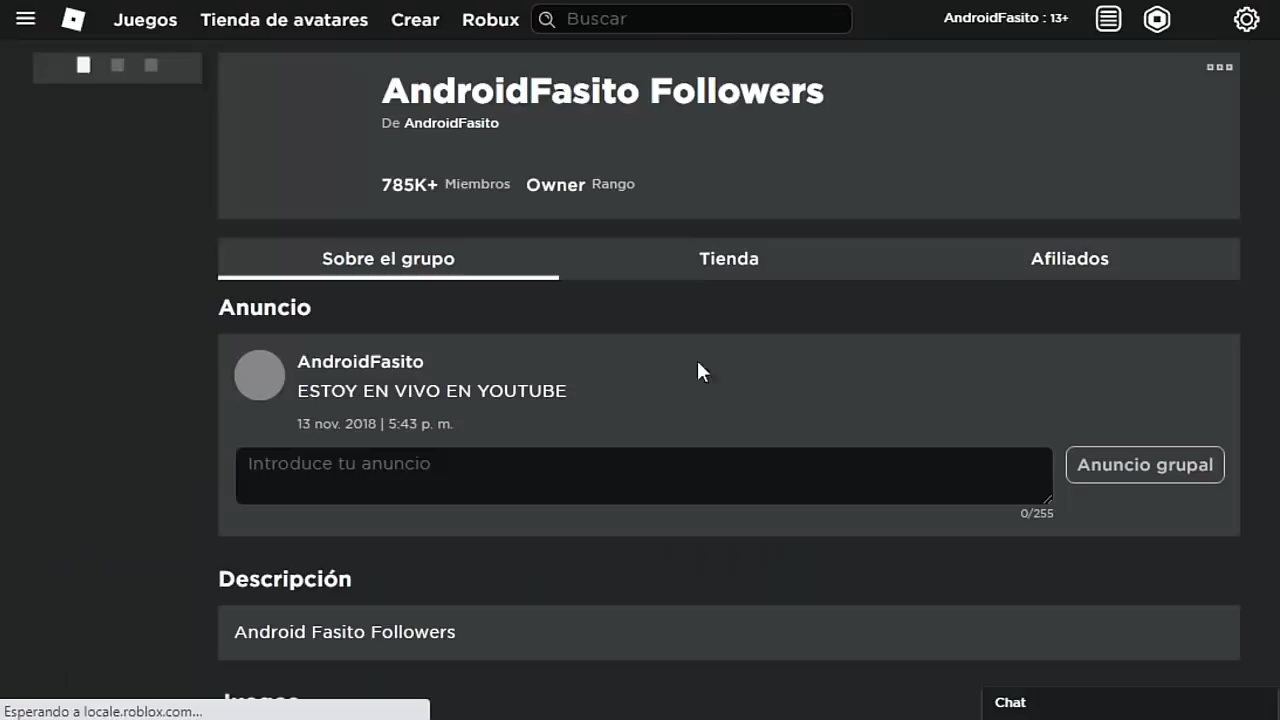 Juegos Tienda de avatares Crear Robux Buscar AndroidFasito : 13+
AndroidFasito Followers
De AndroidFasito
785K+ Miembros Owner Rango
Sobre el grupo Tienda Afiliados
Anuncio
AndroidFasito
ESTOY EN VIVO EN YOUTUBE
13 nov. 2018 | 5:43 p. m.
Introduce tu anuncio Anuncio grupal
0/255
Descripción
Android Fasito Followers
Juegos
Chat
Esperando a locale.roblox.com...